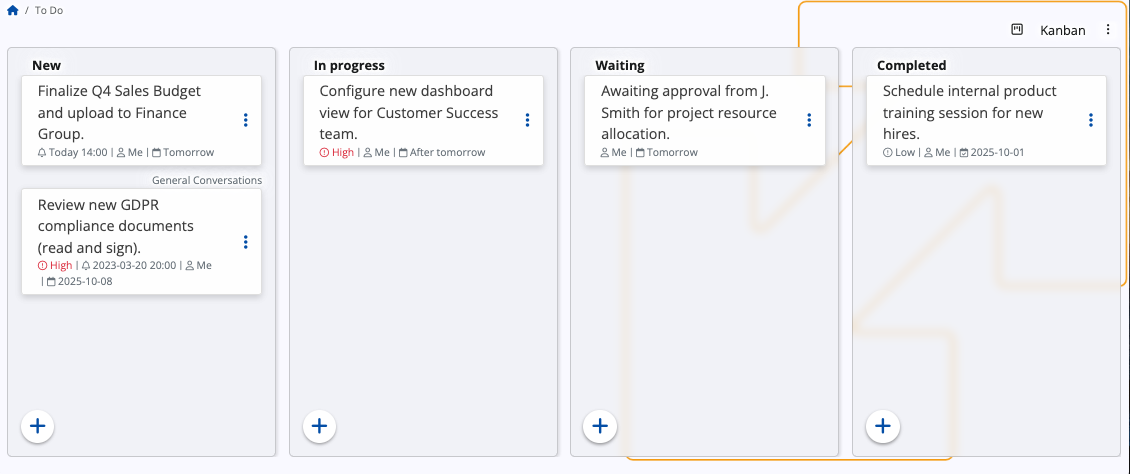 / To Do
Kanban
New
Finalize Q4 Sales Budget
and upload to Finance
Group.
Today 14:00 | Me | Tomorrow
General Conversations
Review new GDPR
compliance documents
(read and sign).
High | 2023-03-20 20:00 | Me
| 2025-10-08
In progress
Configure new dashboard
view for Customer Success
team.
High | Me | After tomorrow
Waiting
Awaiting approval from J.
Smith for project resource
allocation.
Me | Tomorrow
Completed
Schedule internal product
training session for new
hires.
Low | Me | 2025-10-01